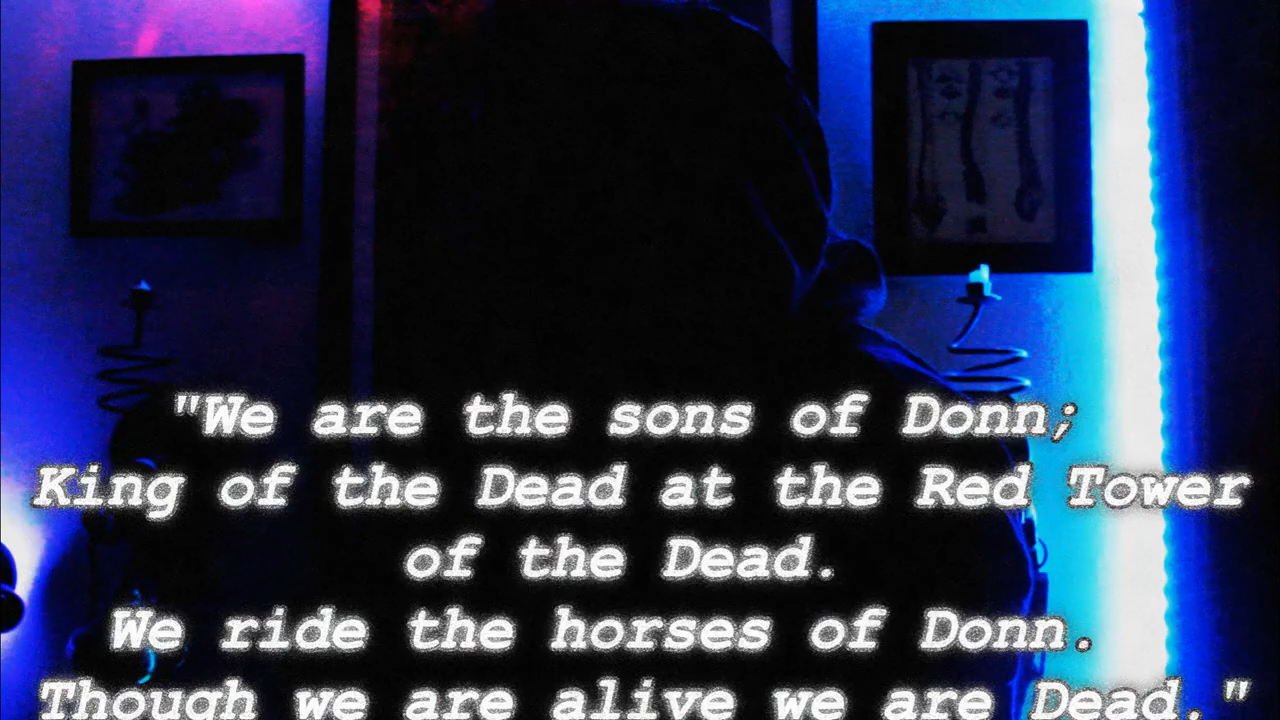 "We are the sons of Donn;
King of the Dead at the Red Tower
of the Dead.
We ride the horses of Donn.
Though we are alive we are Dead."